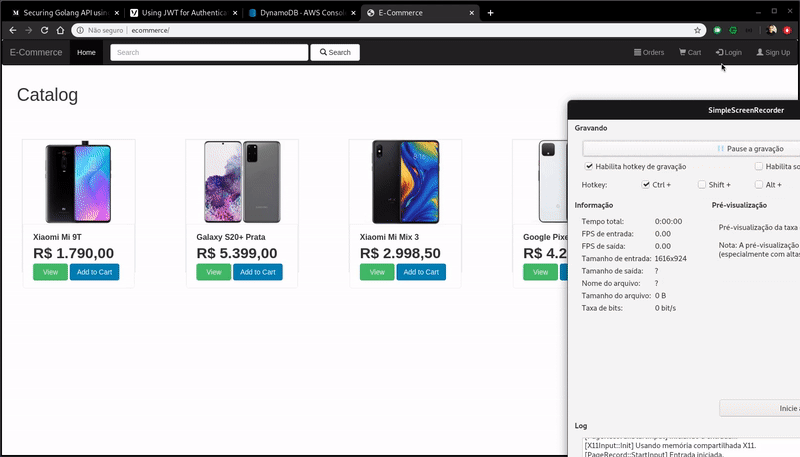 Securing Golang API usin
Using JWT for Authentica
DynamoDB - AWS Consol
E-Commerce
Não seguro
ecommerce/
E-Commerce
Home
Search
Search
Orders
Cart
Login
Sign Up
Catalog
Xiaomi Mi 9T
R$ 1.790,00
View
Add to Cart
Galaxy S20+ Prata
R$ 5.399,00
View
Add to Cart
Xiaomi Mi Mix 3
R$ 2.998,50
View
Add to Cart
Google Pixe
R$ 4.2
View
SimpleScreenRecorder
Gravando
Pause a gravação
Habilita hotkey de gravação
Habilita so
Hotkey:
Ctrl +
Shift +
Alt +
Informação
Tempo total: 0:00:00
FPS de entrada: 0.00
FPS de saída: 0.00
Tamanho de entrada: 1616x924
Tamanho de saída: ?
Nome do arquivo: ?
Tamanho do arquivo: 0 B
Taxa de bits: 0 bit/s
Pré-visualização
Pré-visualização da taxa
Nota: A pré-visualização
(especialmente com altas
Inicie a
Log
[X11Input::Init] Usando memória compartilhada X11.
[PageRecord::StartInput] Entrada iniciada.